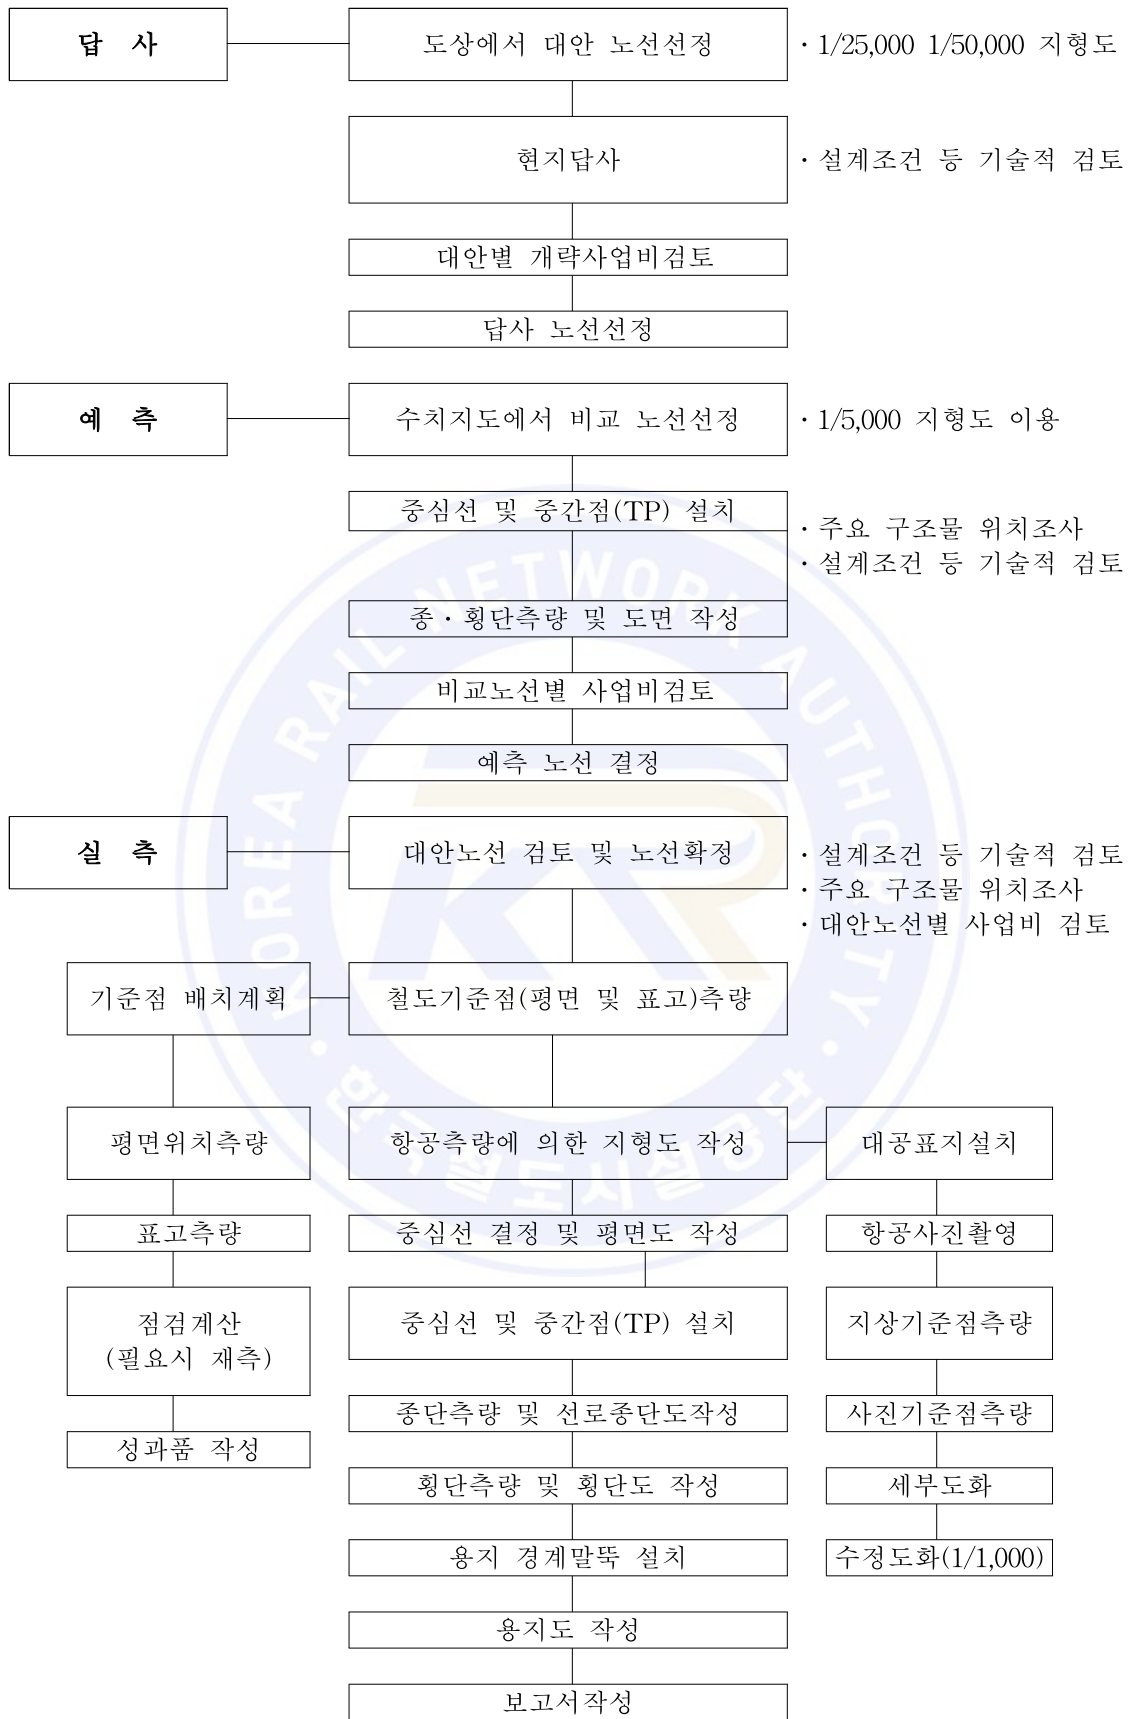 답 사
도상에서 대안 노선선정
· 1/25,000 1/50,000 지형도
현지답사
· 설계조건 등 기술적 검토
대안별 개략사업비검토
답사 노선선정
예 측
수치지도에서 비교 노선선정
· 1/5,000 지형도 이용
중심선 및 중간점(TP) 설치
· 주요 구조물 위치조사
· 설계조건 등 기술적 검토
종·횡단측량 및 도면 작성
비교노선별 사업비검토
예측 노선 결정
실 측
대안노선 검토 및 노선확정
· 설계조건 등 기술적 검토
· 주요 구조물 위치조사
· 대안노선별 사업비 검토
기준점 배치계획
철도기준점(평면 및 표고)측량
평면위치측량
항공측량에 의한 지형도 작성
대공표지설치
표고측량
중심선 결정 및 평면도 작성
항공사진촬영
점검계산
(필요시 재측)
중심선 및 중간점(TP) 설치
지상기준점측량
종단측량 및 선로종단도작성
사진기준점측량
성과품 작성
횡단측량 및 횡단도 작성
세부도화
용지 경계말뚝 설치
수정도화(1/1,000)
용지도 작성
보고서작성
KOREA RAIL NETWORK AUTHORITY
KR
한국철도시설공단